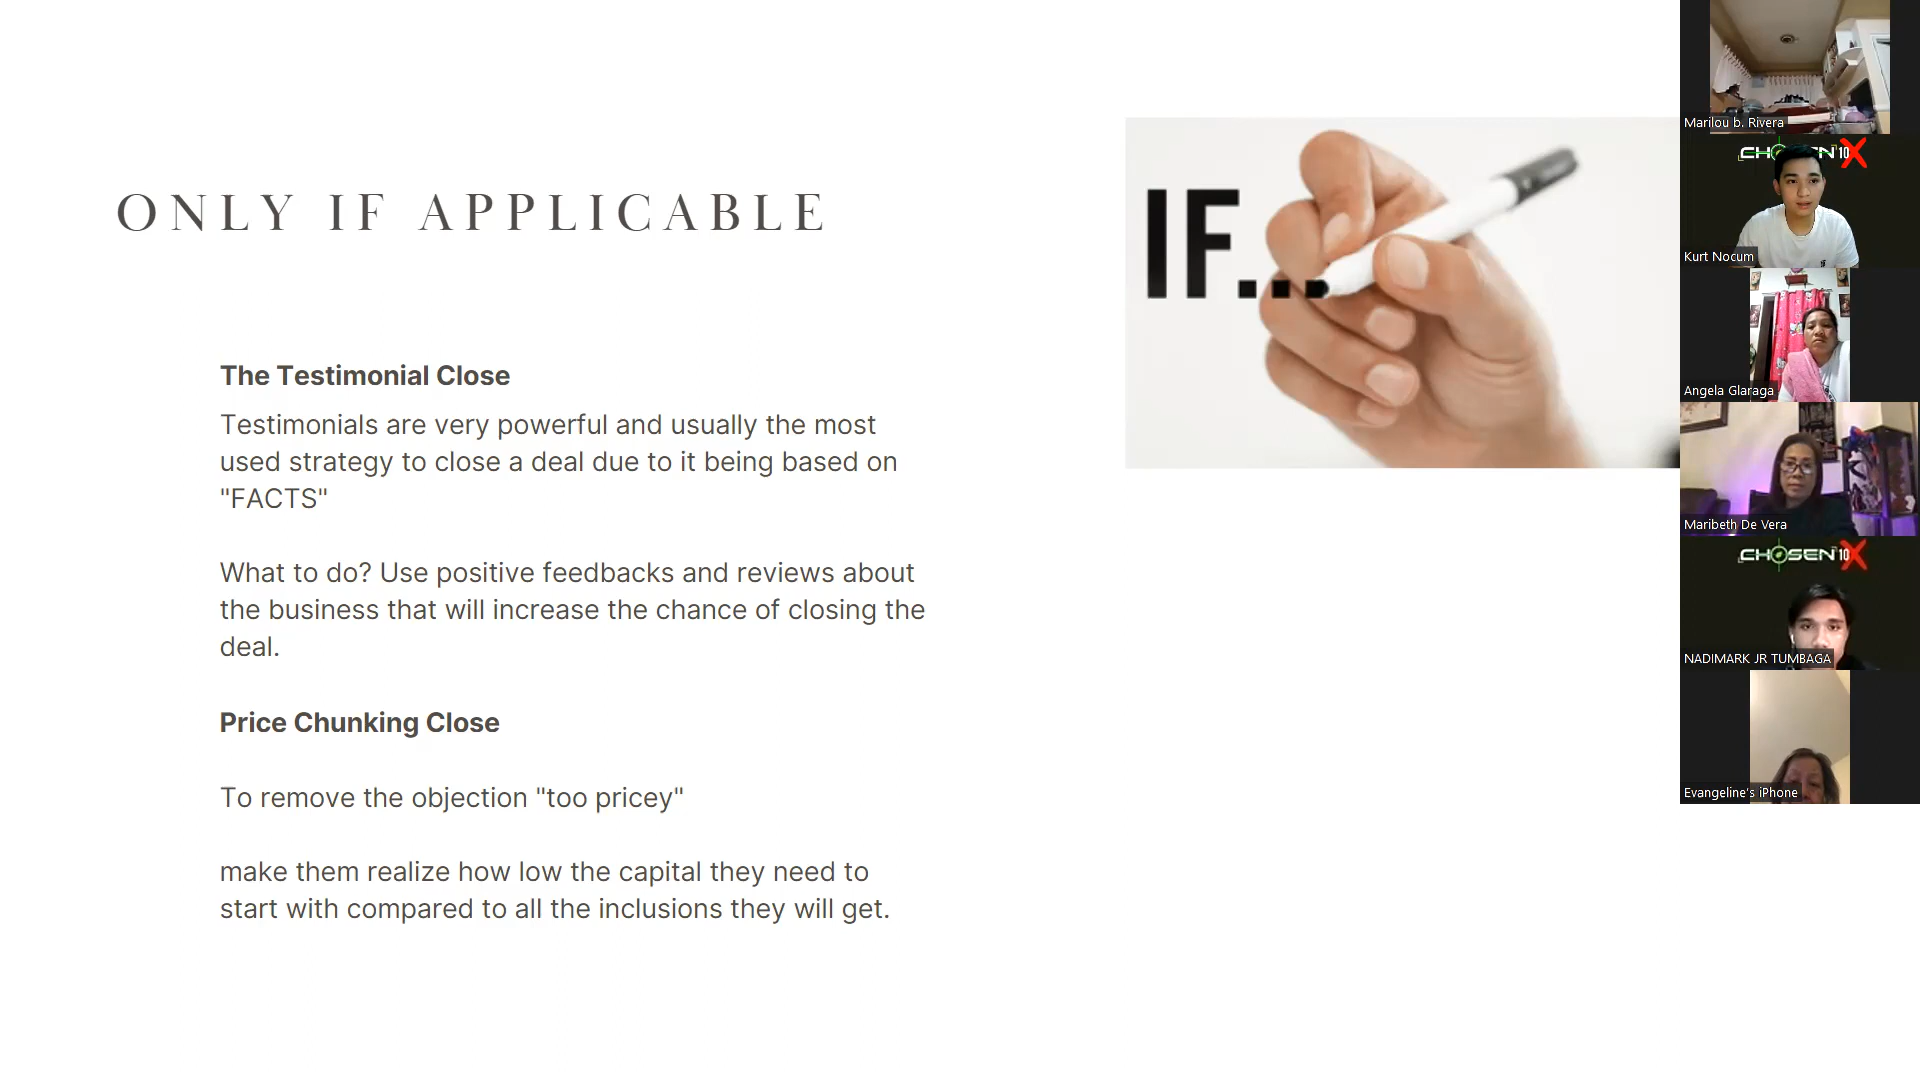 ONLY IF APPLICABLE
The Testimonial Close
Testimonials are very powerful and usually the most
used strategy to close a deal due to it being based on
"FACTS"
What to do? Use positive feedbacks and reviews about
the business that will increase the chance of closing the
deal.
Price Chunking Close
To remove the objection "too pricey"
make them realize how low the capital they need to
start with compared to all the inclusions they will get.
IF...
Marilou b. Rivera
CHOSEN 10X
Kurt Nocum
Angela Glaraga
Maribeth De Vera
CHOSEN 10X
NADIMARK JR TUMBAGA
Evangeline's iPhone